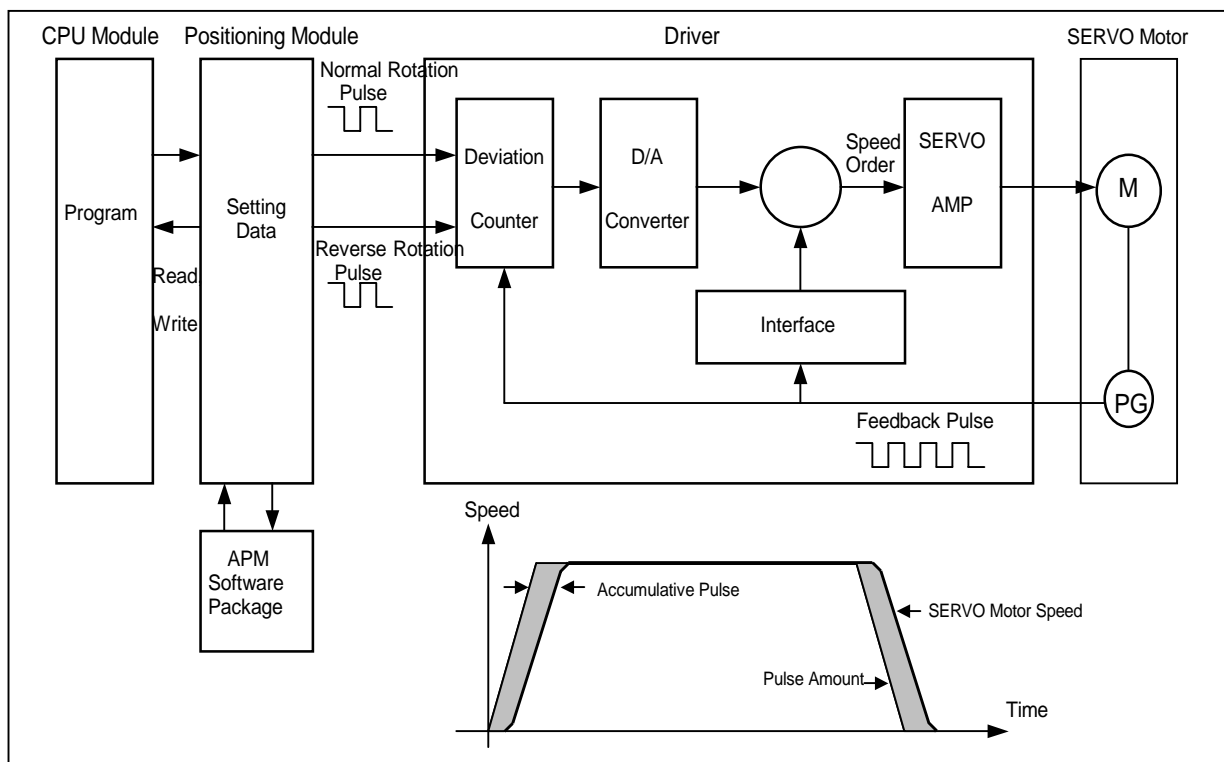 CPU Module
Positioning Module
Driver
SERVO Motor
Normal Rotation
Pulse
Deviation
Counter
D/A
Converter
Speed
Order
SERVO
AMP
M
Program
Setting
Data
Reverse Rotation
Pulse
Read
Write
Interface
PG
Feedback Pulse
APM
Software
Package
Speed
Accumulative Pulse
SERVO Motor Speed
Pulse Amount
Time